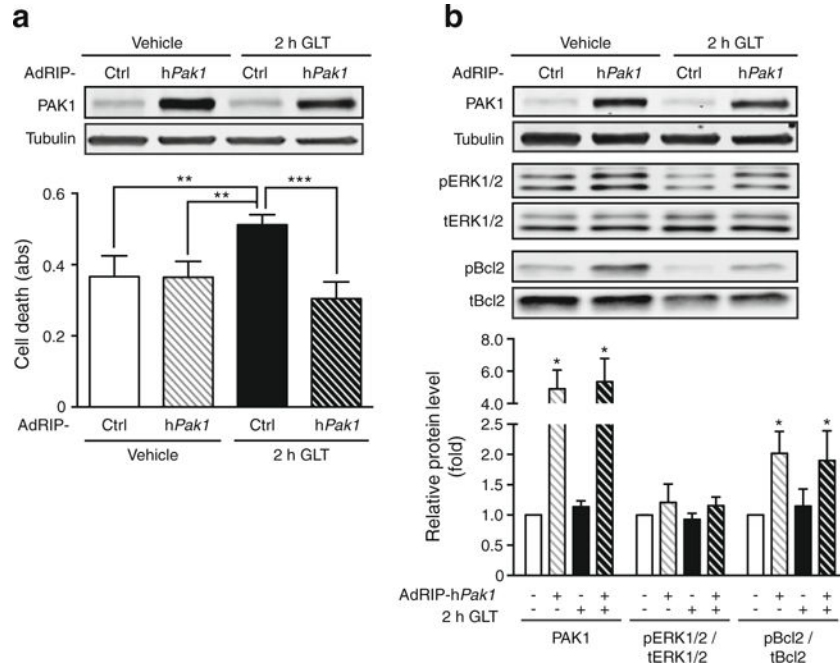 a
Vehicle 2 h GLT
AdRIP- Ctrl hPak1 Ctrl hPak1
PAK1
Tubulin
0.6
0.4
0.2
0
Cell death (abs)
** 
**
***
AdRIP- Ctrl hPak1 Ctrl hPak1
Vehicle 2 h GLT
b
Vehicle 2 h GLT
AdRIP- Ctrl hPak1 Ctrl hPak1
PAK1
Tubulin
pERK1/2
tERK1/2
pBcl2
tBcl2
8.0
6.0
4.0
2.5
2.0
1.5
1.0
0.5
0
Relative protein level
(fold)
* * * *
AdRIP-hPak1 - + - + - + - + - + - +
2 h GLT - - + + - - + + - - + +
PAK1 pERK1/2 / pBcl2 /
tERK1/2 tBcl2